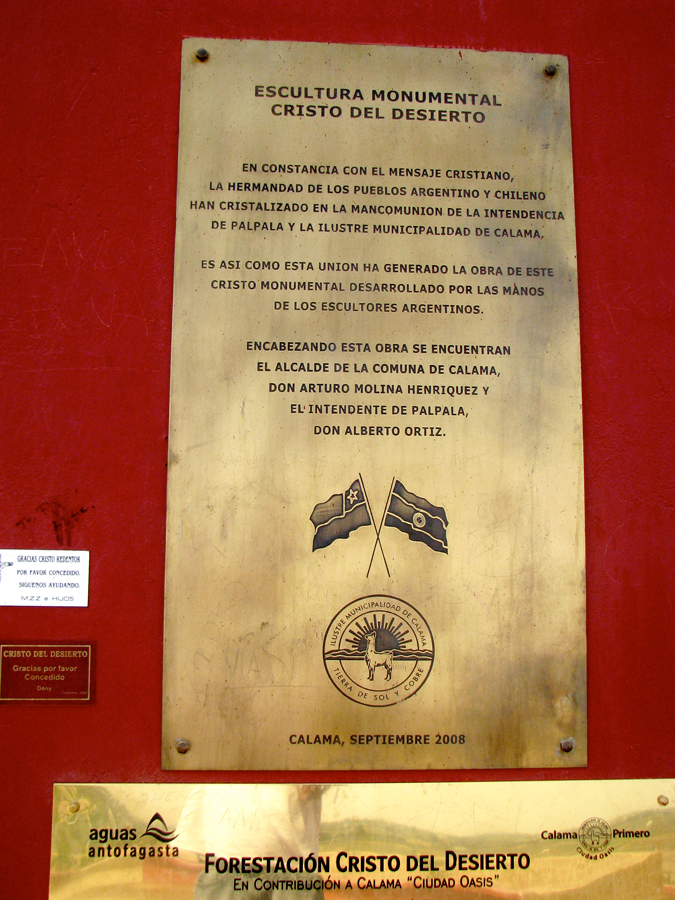 ESCULTURA MONUMENTAL
CRISTO DEL DESIERTO
EN CONSTANCIA CON EL MENSAJE CRISTIANO,
LA HERMANDAD DE LOS PUEBLOS ARGENTINO Y CHILENO
HAN CRISTALIZADO EN LA MANCOMUNION DE LA INTENDENCIA
DE PALPALA Y LA ILUSTRE MUNICIPALIDAD DE CALAMA.
ES ASI COMO ESTA UNION HA GENERADO LA OBRA DE ESTE
CRISTO MONUMENTAL DESARROLLADO POR LAS MÀNOS
DE LOS ESCULTORES ARGENTINOS.
ENCABEZANDO ESTA OBRA SE ENCUENTRAN
EL ALCALDE DE LA COMUNA DE CALAMA,
DON ARTURO MOLINA HENRIQUEZ Y
EL INTENDENTE DE PALPALA,
DON ALBERTO ORTIZ.
ILUSTRE MUNICIPALIDAD DE CALAMA
TIERRA DE SOL Y COBRE
CALAMA, SEPTIEMBRE 2008
GRACIAS CRISTO REDENTOR
POR FAVOR CONCEDIDO.
SIGUENOS AYUDANDO.
M.Z.Z e HIJOS
CRISTO DEL DESIERTO
Gracias por favor
Concedido
Deny
aguas
antofagasta
Calama Primero
Ciudad Oasis
FORESTACIÓN CRISTO DEL DESIERTO
EN CONTRIBUCIÓN A CALAMA "CIUDAD OASIS"